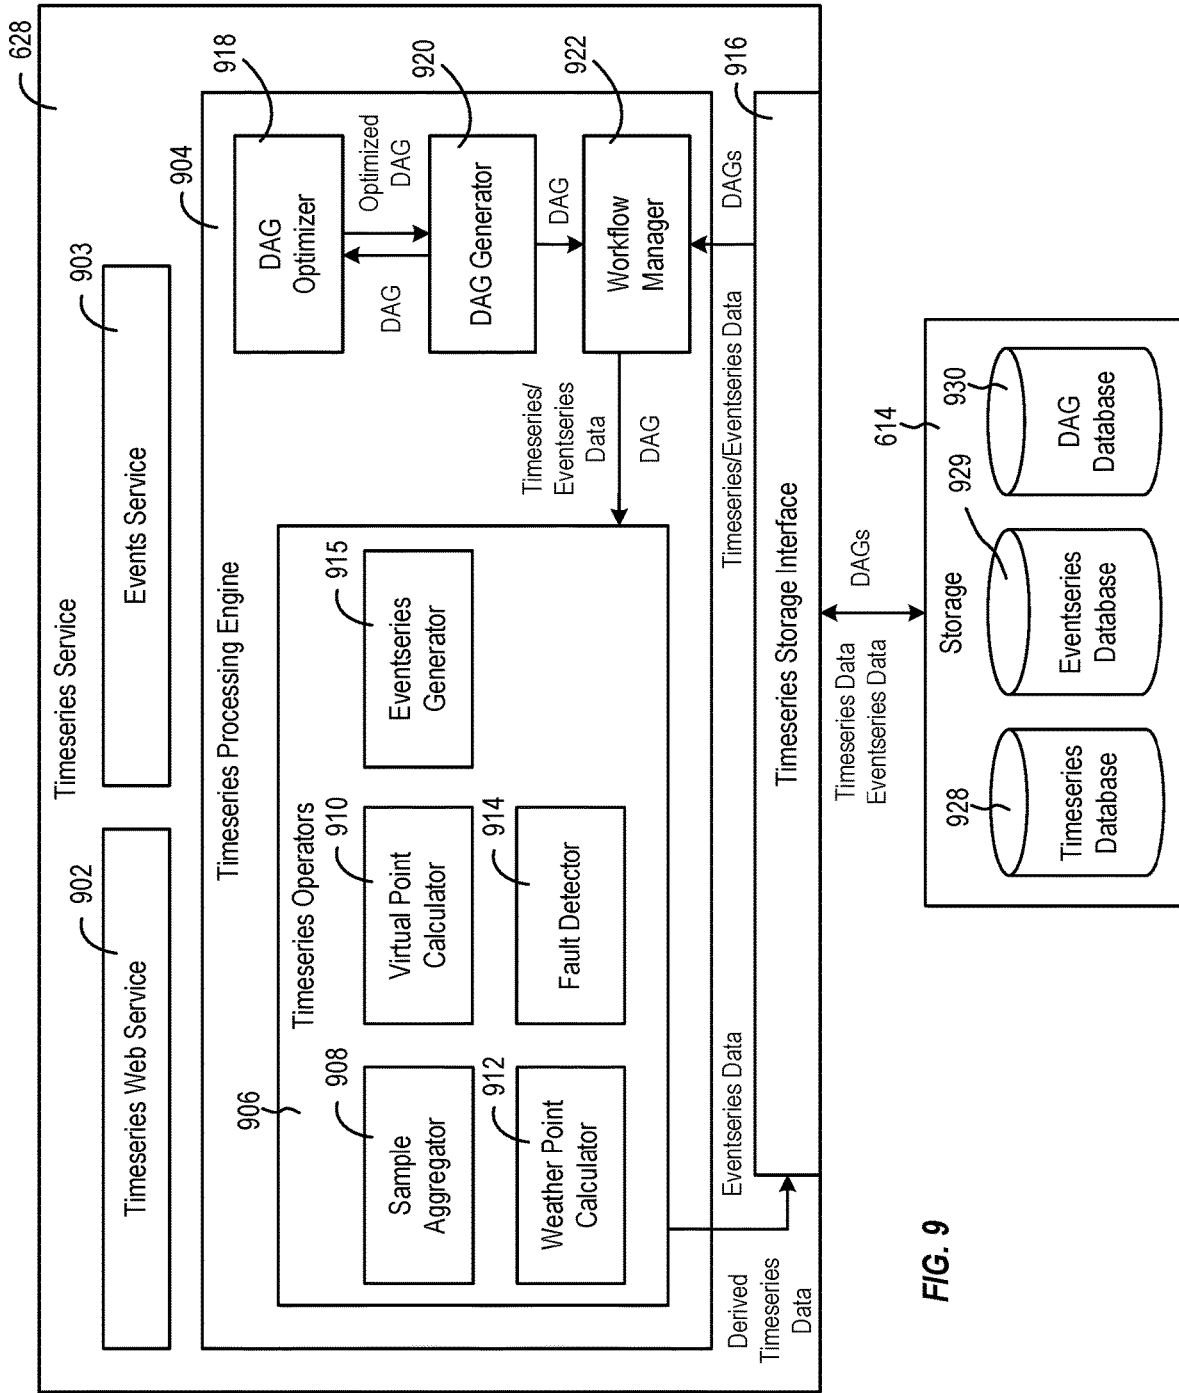 628
Timeseries Service
Timeseries Web Service
902
Events Service
903
Timeseries Processing Engine
904
Timeseries Operators
906
Sample
Aggregator
908
Virtual Point
Calculator
910
Eventseries
Generator
915
Weather Point
Calculator
912
Fault Detector
914
DAG
Optimizer
918
DAG
Optimized
DAG
DAG Generator
920
DAG
Workflow
Manager
922
Timeseries/
Eventseries
Data
DAG
Derived
Timeseries
Data
Eventseries Data
Timeseries/Eventseries Data
DAGs
Timeseries Storage Interface
916
Timeseries Data
Eventseries Data
DAGs
Storage
614
Timeseries
Database
928
Eventseries
Database
929
DAG
Database
930
FIG. 9